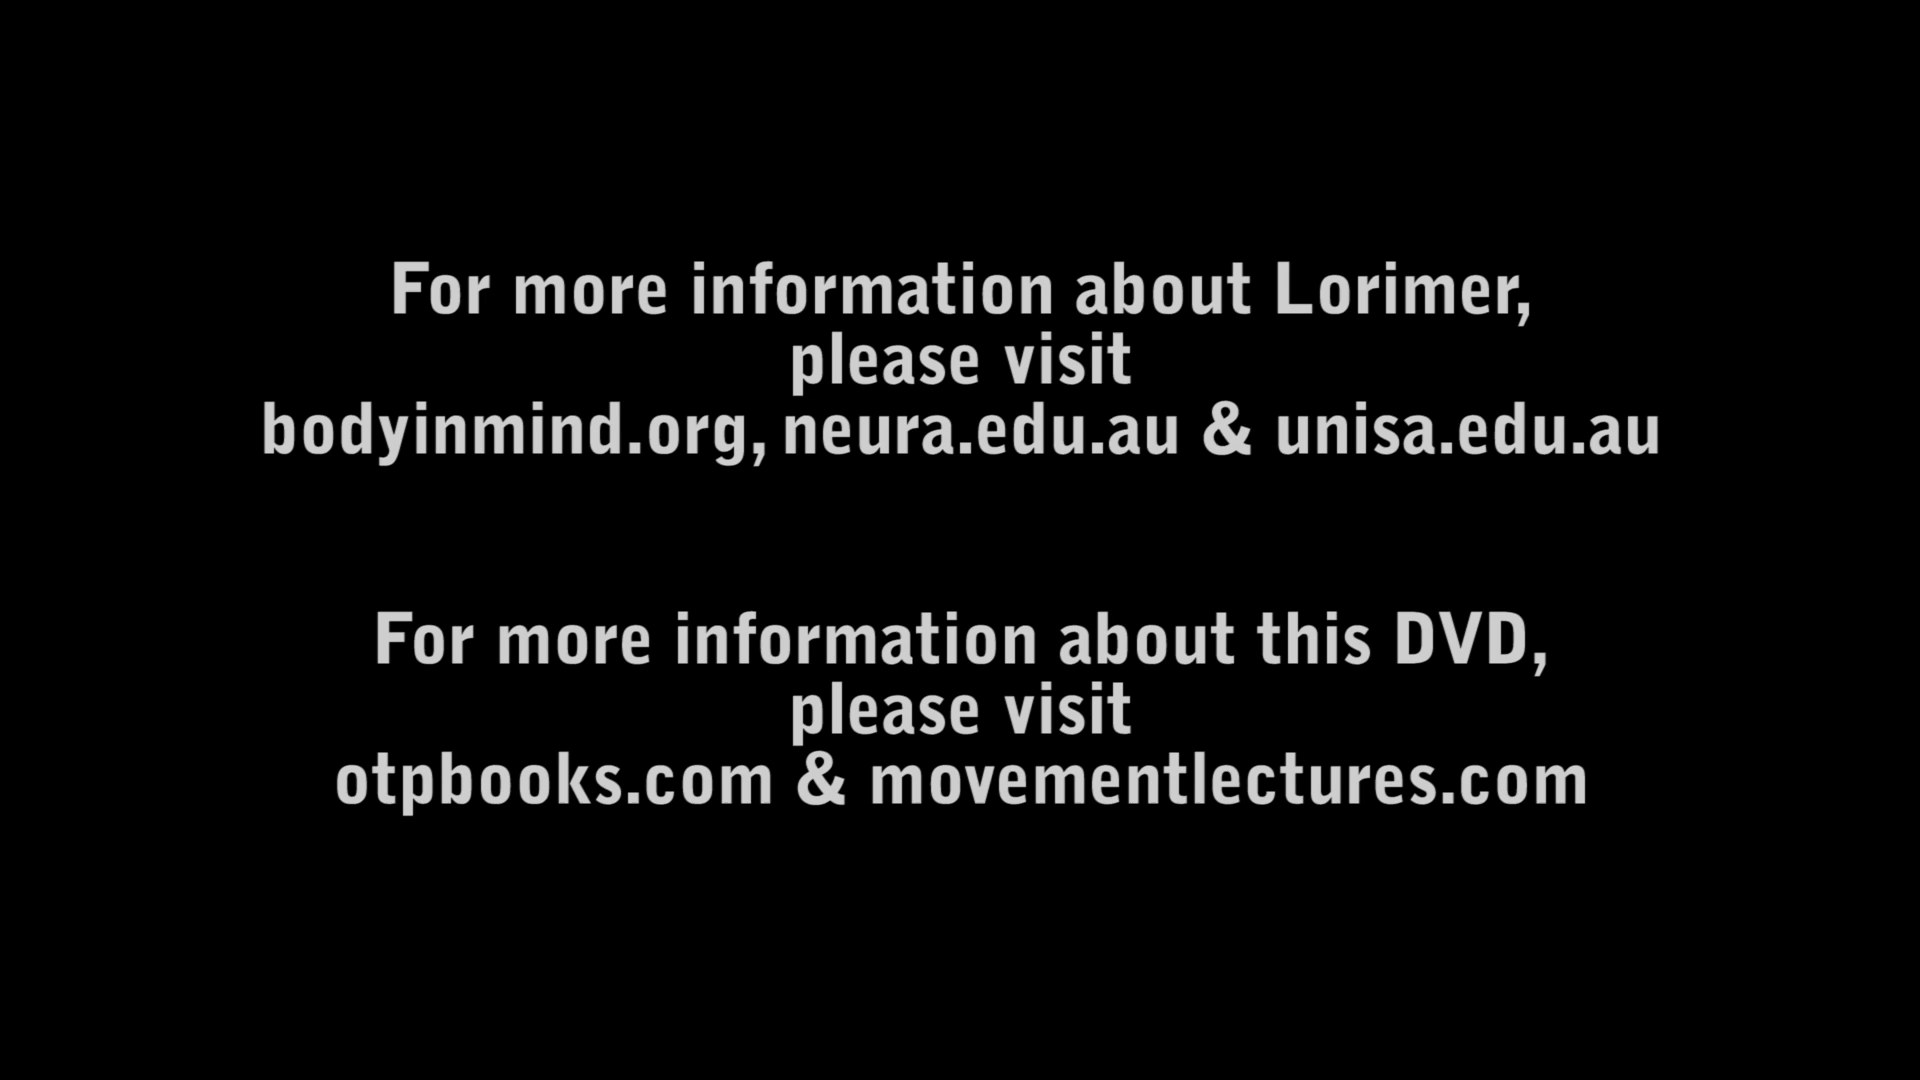 For more information about Lorimer,
please visit
bodyinmind.org, neura.edu.au & unisa.edu.au
For more information about this DVD,
please visit
otpbooks.com & movementlectures.com